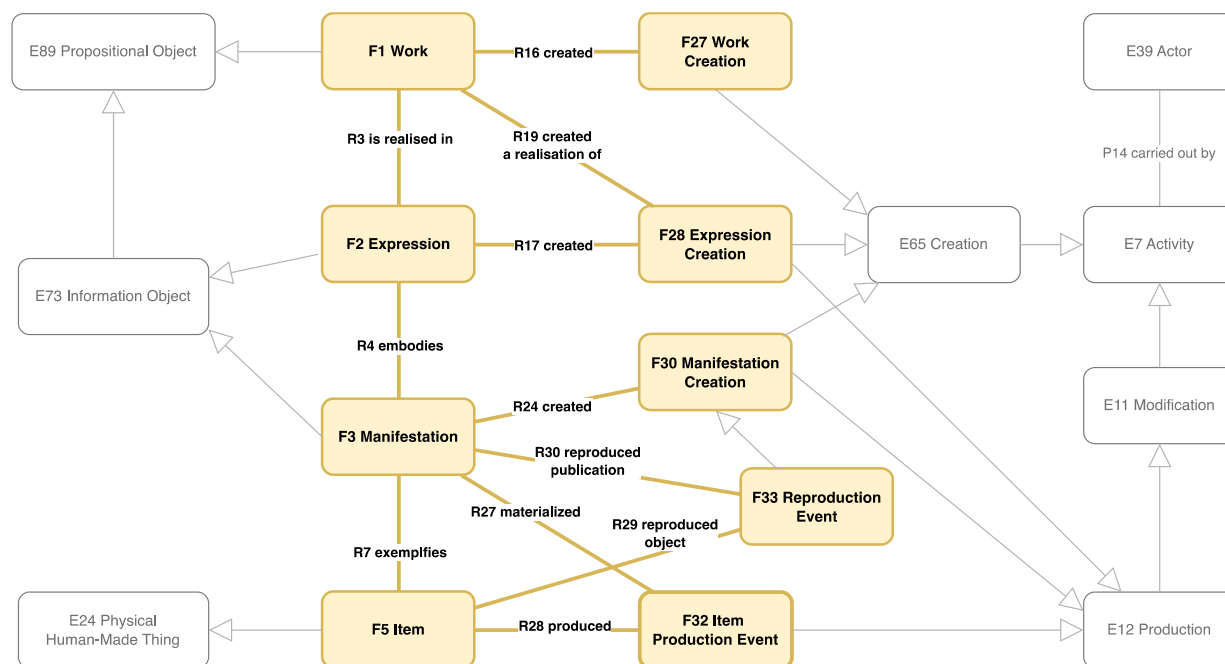 E89 Propositional Object
F1 Work
R16 created
F27 Work
Creation
E39 Actor
R3 is realised in
R19 created
a realisation of
P14 carried out by
F2 Expression
R17 created
F28 Expression
Creation
E65 Creation
E7 Activity
E73 Information Object
R4 embodies
F30 Manifestation
Creation
R24 created
E11 Modification
F3 Manifestation
R30 reproduced
publication
R27 materialized
F33 Reproduction
Event
R29 reproduced
object
R7 exemplfies
E24 Physical
Human-Made Thing
F5 Item
R28 produced
F32 Item
Production Event
E12 Production